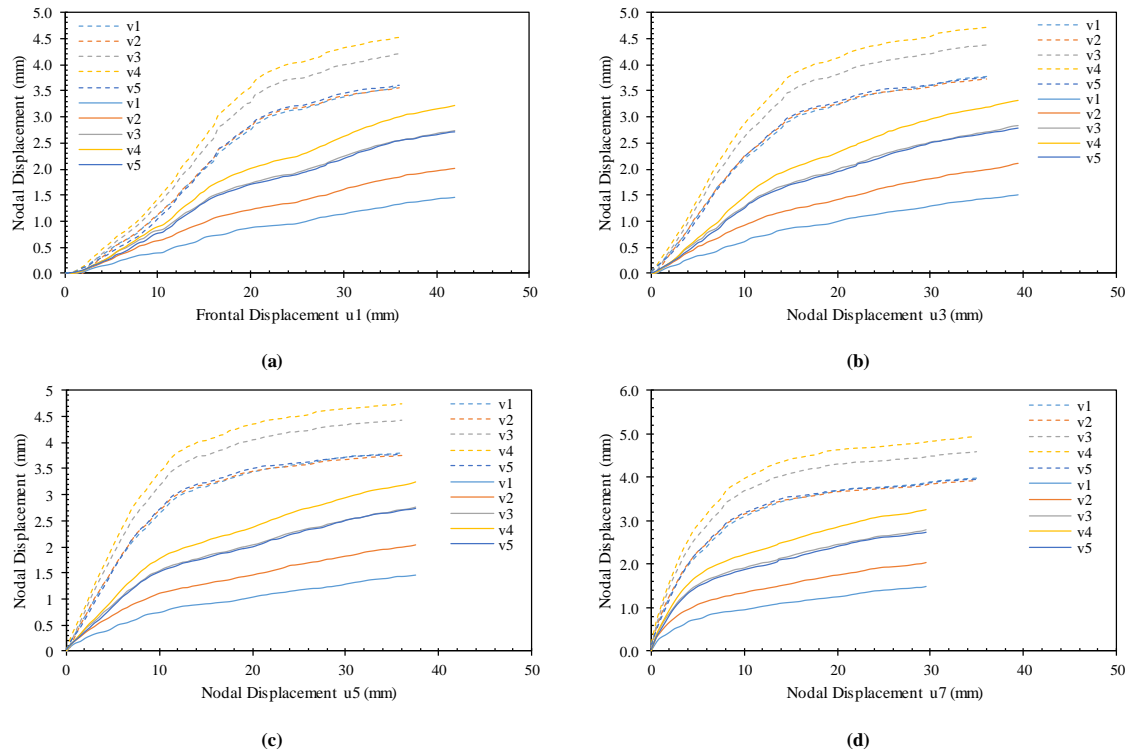 5.0
4.5
4.0
3.5
3.0
2.5
2.0
1.5
1.0
0.5
0.0
Nodal Displacement (mm)
v1
v2
v3
v4
v5
v1
v2
v3
v4
v5
0 10 20 30 40 50
Frontal Displacement u1 (mm)
(a)
5.0
4.5
4.0
3.5
3.0
2.5
2.0
1.5
1.0
0.5
0.0
Nodal Displacement (mm)
v1
v2
v3
v4
v5
v1
v2
v3
v4
v5
0 10 20 30 40 50
Nodal Displacement u3 (mm)
(b)
5
4.5
4
3.5
3
2.5
2
1.5
1
0.5
0
Nodal Displacement (mm)
v1
v2
v3
v4
v5
v1
v2
v3
v4
v5
0 10 20 30 40 50
Nodal Displacement u5 (mm)
(c)
6.0
5.0
4.0
3.0
2.0
1.0
0.0
Nodal Displacement (mm)
v1
v2
v3
v4
v5
v1
v2
v3
v4
v5
0 10 20 30 40 50
Nodal Displacement u7 (mm)
(d)